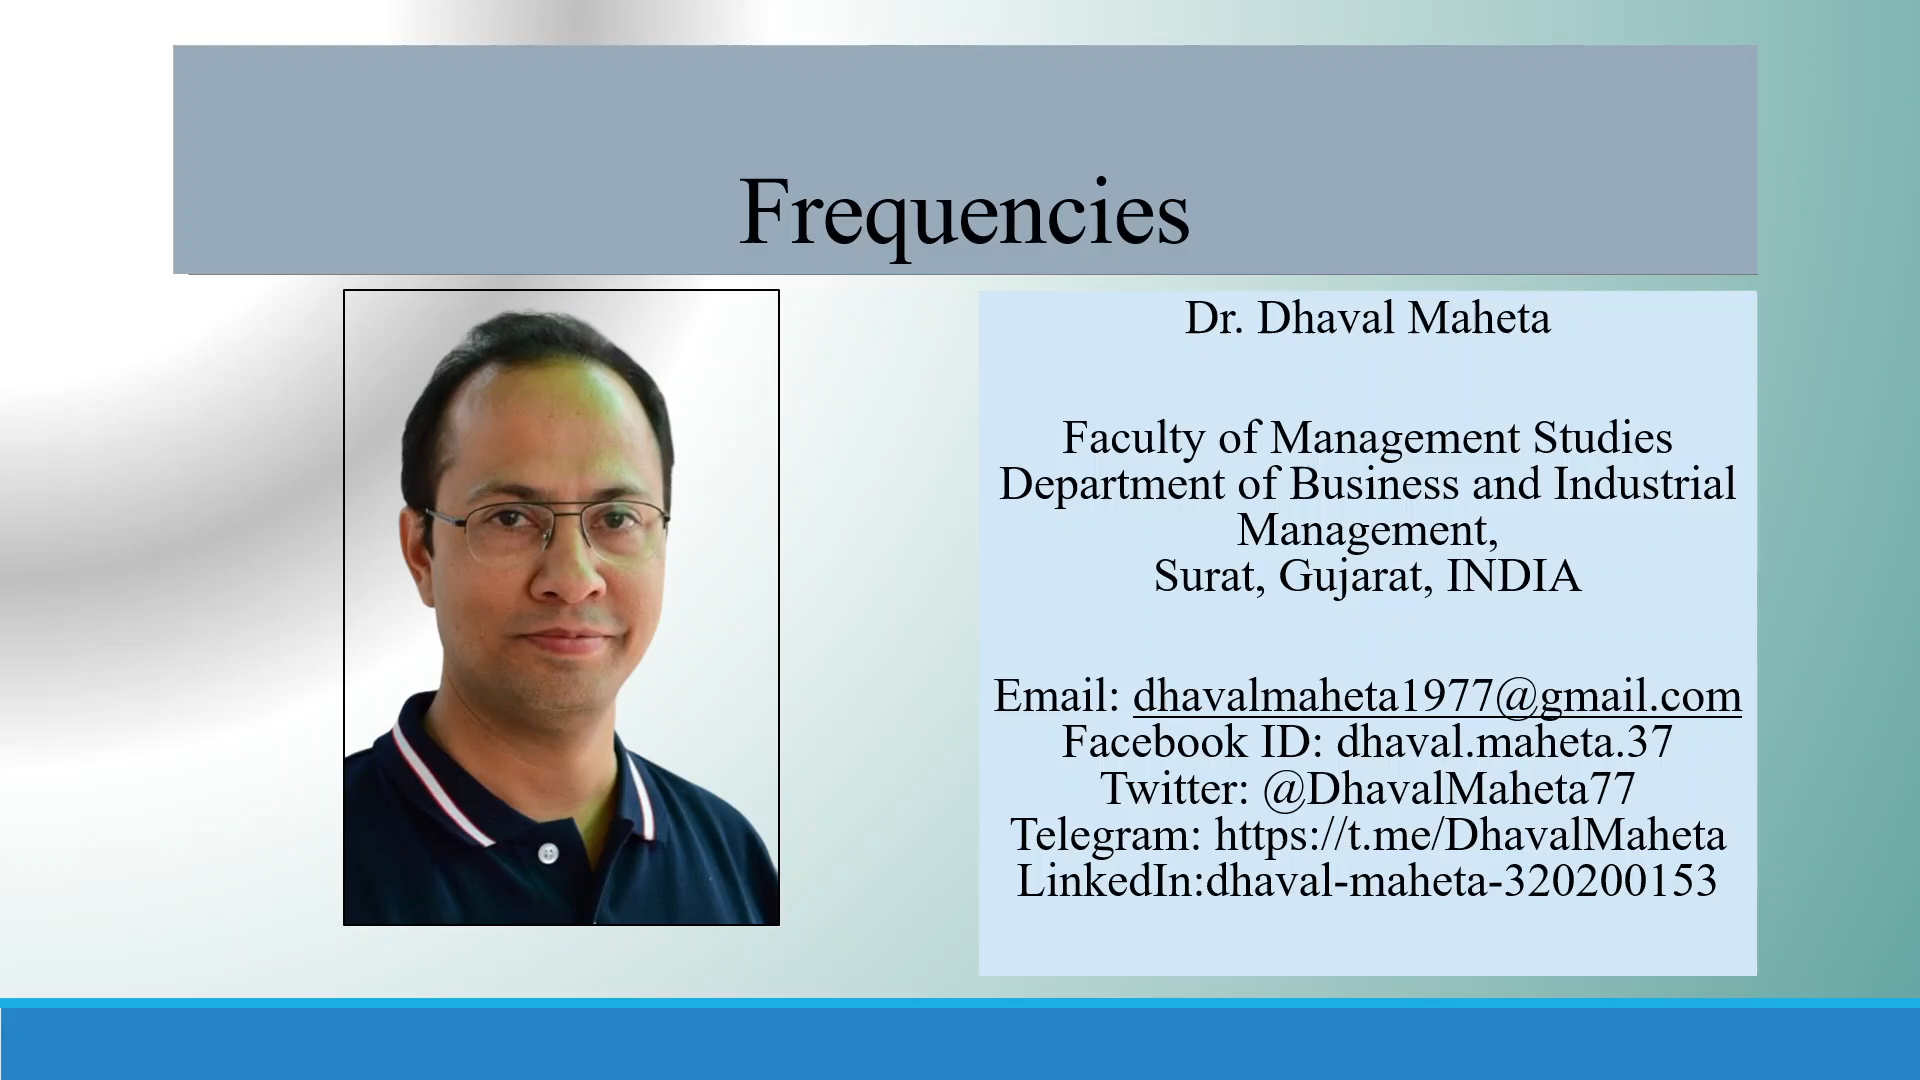 Frequencies
Dr. Dhaval Maheta
Faculty of Management Studies
Department of Business and Industrial
Management,
Surat, Gujarat, INDIA
Email: dhavalmaheta1977@gmail.com
Facebook ID: dhaval.maheta.37
Twitter: @DhavalMaheta77
Telegram: https://t.me/DhavalMaheta
LinkedIn:dhaval-maheta-320200153